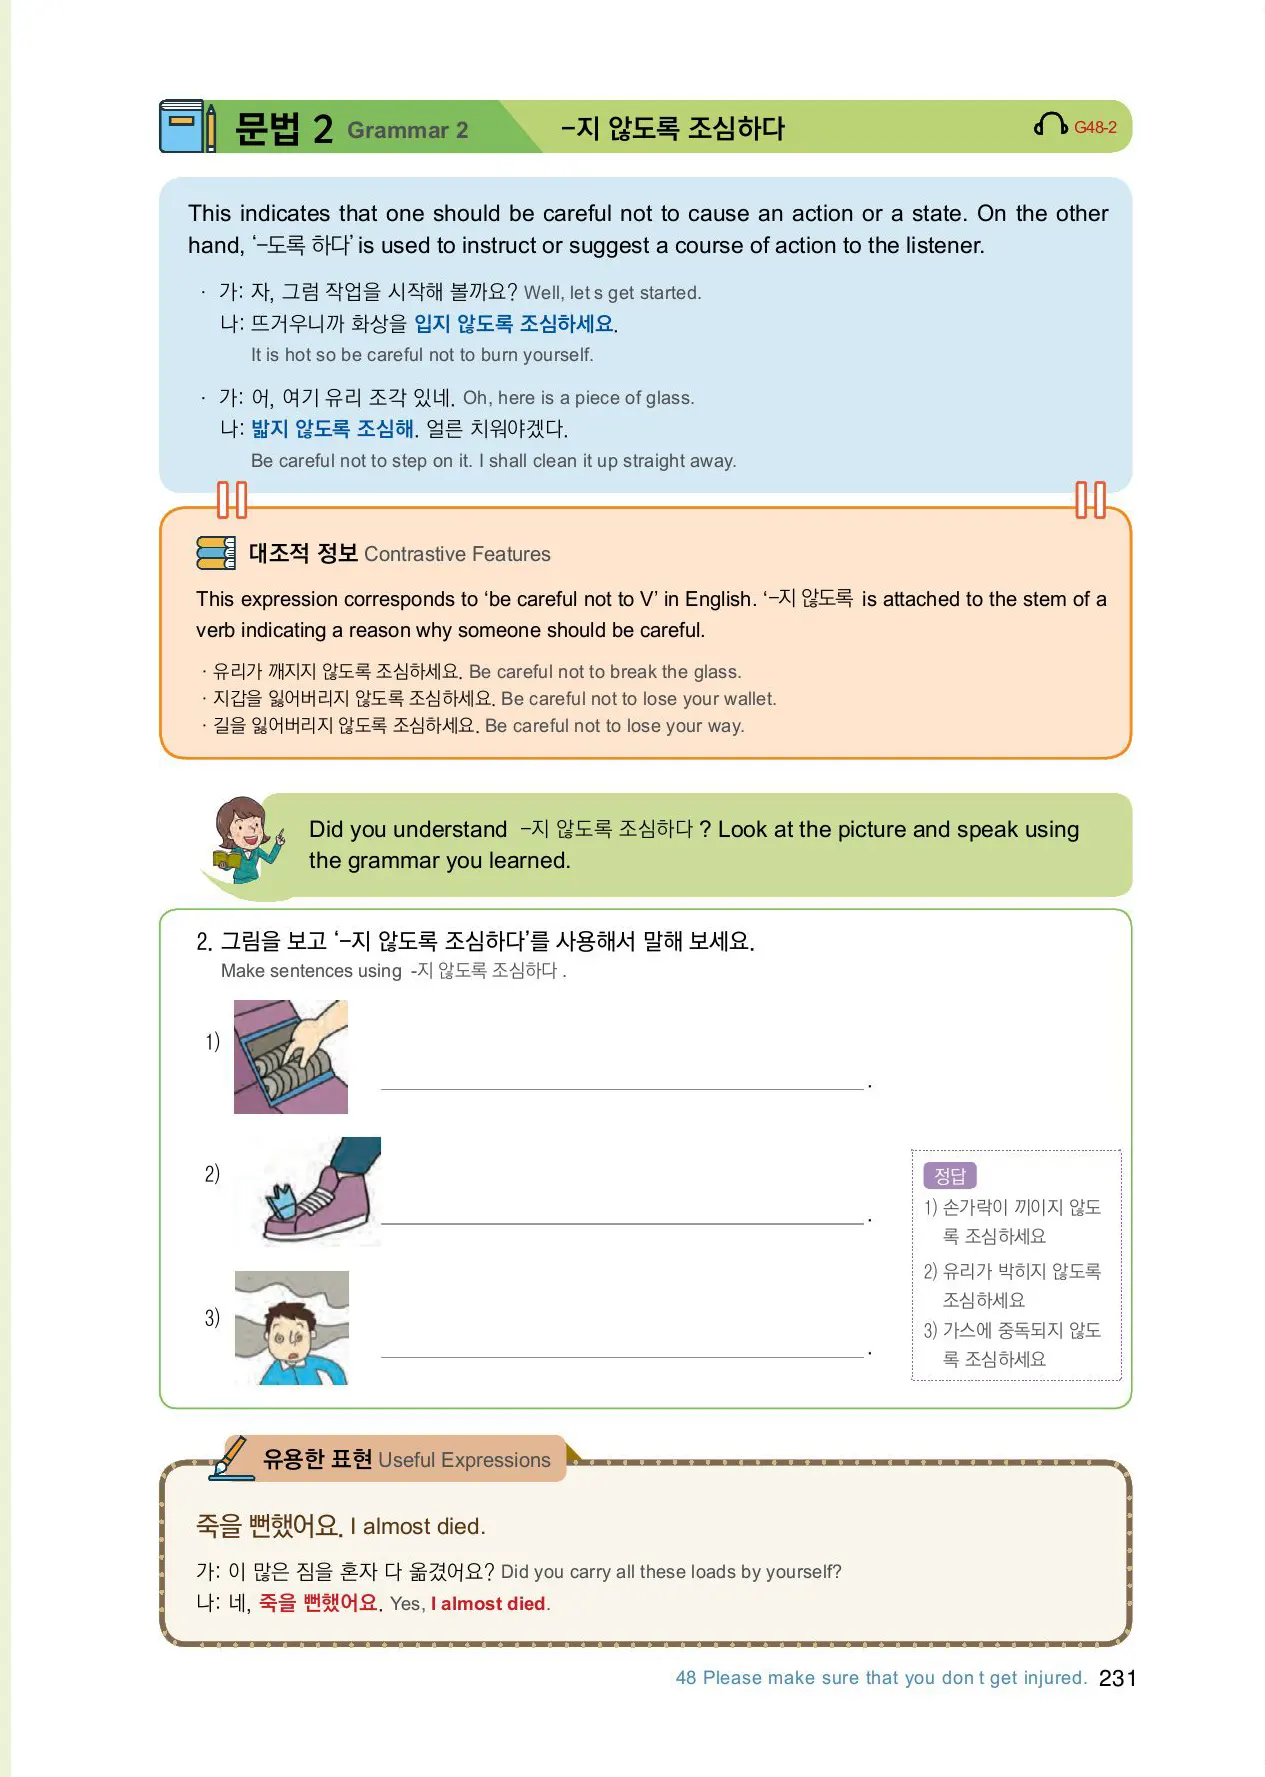 문법 2 Grammar 2
-지 않도록 조심하다
G48-2
This indicates that one should be careful not to cause an action or a state. On the other
hand, ‘-도록 하다’ is used to instruct or suggest a course of action to the listener.
· 가: 자, 그럼 작업을 시작해 볼까요? Well, let s get started.
나: 뜨거우니까 화상을 입지 않도록 조심하세요.
It is hot so be careful not to burn yourself.
· 가: 어, 여기 유리 조각 있네. Oh, here is a piece of glass.
나: 밟지 않도록 조심해. 얼른 치워야겠다.
Be careful not to step on it. I shall clean it up straight away.
대조적 정보 Contrastive Features
This expression corresponds to ‘be careful not to V’ in English. ‘-지 않도록 is attached to the stem of a
verb indicating a reason why someone should be careful.
· 유리가 깨지지 않도록 조심하세요. Be careful not to break the glass.
· 지갑을 잃어버리지 않도록 조심하세요. Be careful not to lose your wallet.
· 길을 잃어버리지 않도록 조심하세요. Be careful not to lose your way.
Did you understand -지 않도록 조심하다 ? Look at the picture and speak using
the grammar you learned.
2. 그림을 보고 ‘-지 않도록 조심하다’를 사용해서 말해 보세요.
Make sentences using -지 않도록 조심하다 .
1)
.
2)
.
3)
.
정답
1) 손가락이 끼이지 않도
록 조심하세요
2) 유리가 박히지 않도록
조심하세요
3) 가스에 중독되지 않도
록 조심하세요
유용한 표현 Useful Expressions
죽을 뻔했어요. I almost died.
가: 이 많은 짐을 혼자 다 옮겼어요? Did you carry all these loads by yourself?
나: 네, 죽을 뻔했어요. Yes, I almost died.
48 Please make sure that you don t get injured. 231